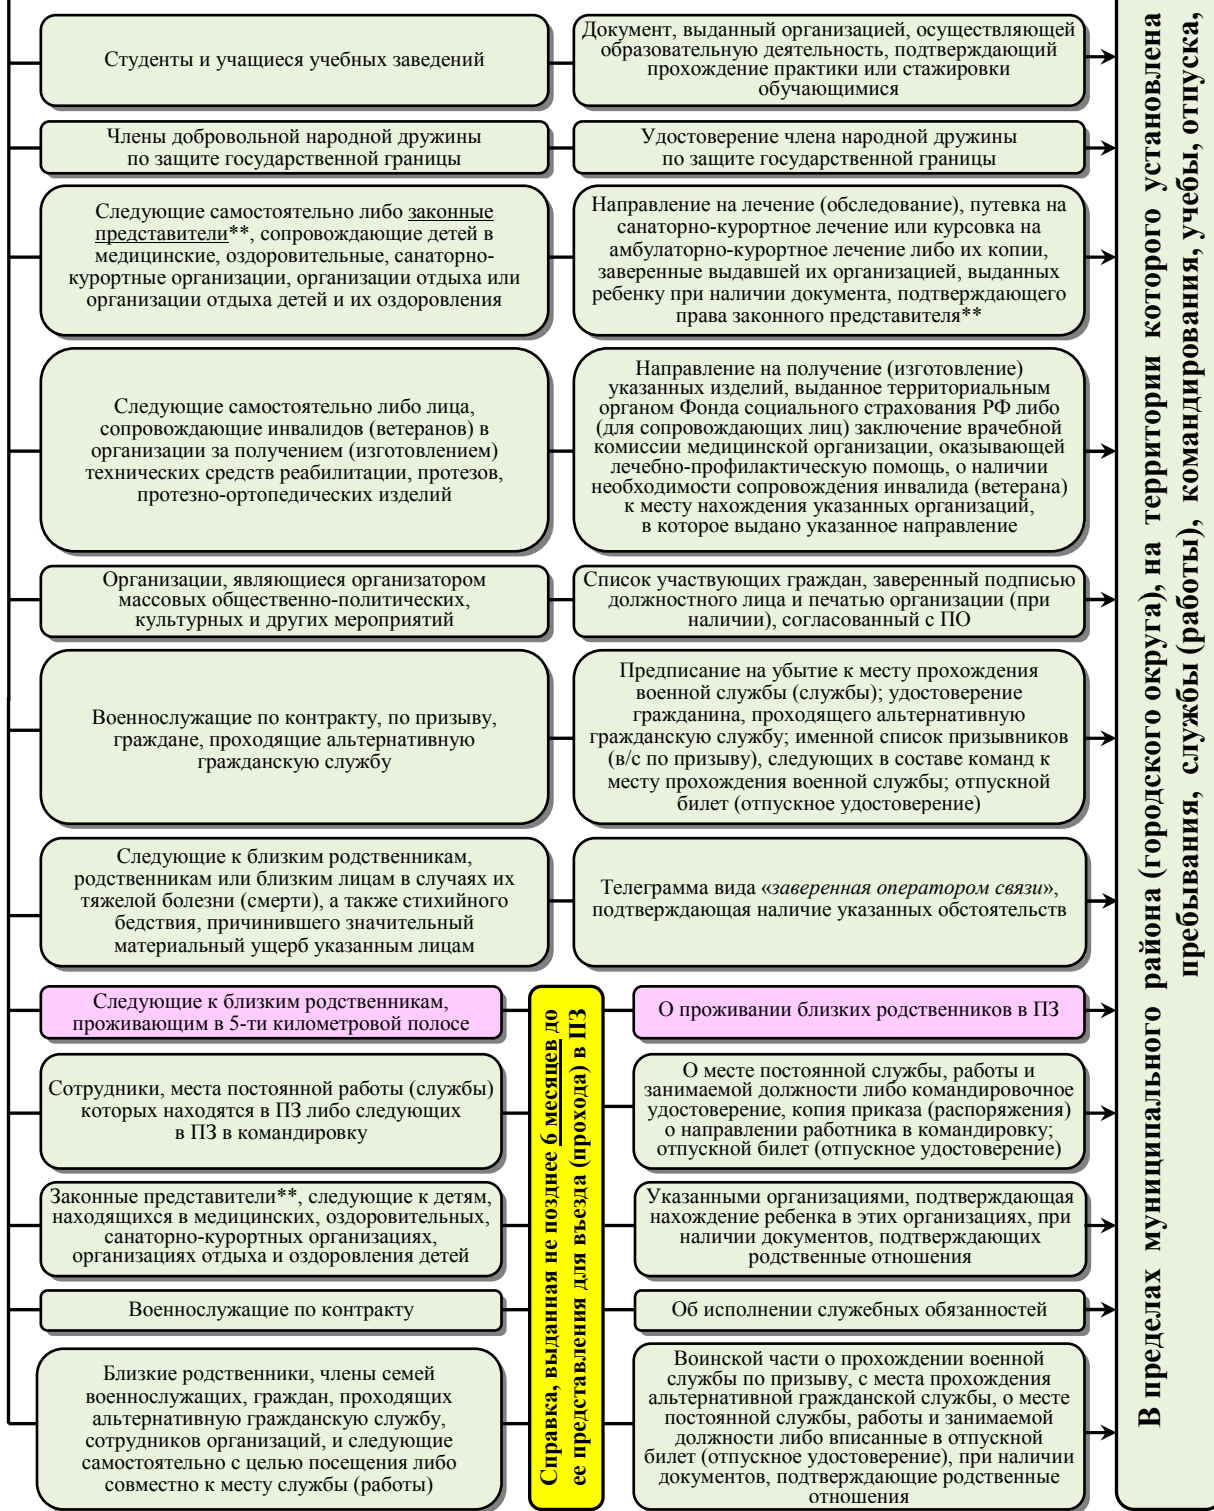 Студенты и учащиеся учебных заведений
Документ, выданный организацией, осуществляющей
образовательную деятельность, подтверждающий
прохождение практики или стажировки
обучающимися
Члены добровольной народной дружины
по защите государственной границы
Удостоверение члена народной дружины
по защите государственной границы
Следующие самостоятельно либо законные
представители**, сопровождающие детей в
медицинские, оздоровительные, санаторно-
курортные организации, организации отдыха или
организации отдыха детей и их оздоровления
Направление на лечение (обследование), путевка на
санаторно-курортное лечение или курсовка на
амбулаторно-курортное лечение либо их копии,
заверенные выдавшей их организацией, выданных
ребенку при наличии документа, подтверждающего
права законного представителя**
Следующие самостоятельно либо лица,
сопровождающие инвалидов (ветеранов) в
организации за получением (изготовлением)
технических средств реабилитации, протезов,
протезно-ортопедических изделий
Направление на получение (изготовление)
указанных изделий, выданное территориальным
органом Фонда социального страхования РФ либо
(для сопровождающих лиц) заключение врачебной
комиссии медицинской организации, оказывающей
лечебно-профилактическую помощь, о наличии
необходимости сопровождения инвалида (ветерана)
к месту нахождения указанных организаций,
в которое выдано указанное направление
Организации, являющиеся организатором
массовых общественно-политических,
культурных и других мероприятий
Список участвующих граждан, заверенный подписью
должностного лица и печатью организации (при
наличии), согласованный с ПО
Военнослужащие по контракту, по призыву,
граждане, проходящие альтернативную
гражданскую службу
Предписание на убытие к месту прохождения
военной службы (службы); удостоверение
гражданина, проходящего альтернативную
гражданскую службу; именной список призывников
(в/с по призыву), следующих в составе команд к
месту прохождения военной службы; отпускной
билет (отпускное удостоверение)
Следующие к близким родственникам,
родственникам или близким лицам в случаях их
тяжелой болезни (смерти), а также стихийного
бедствия, причинившего значительный
материальный ущерб указанным лицам
Телеграмма вида «заверенная оператором связи»,
подтверждающая наличие указанных обстоятельств
Следующие к близким родственникам,
проживающим в 5-ти километровой полосе
О проживании близких родственников в ПЗ
Сотрудники, места постоянной работы (службы)
которых находятся в ПЗ либо следующих
в ПЗ в командировку
О месте постоянной службы, работы и
занимаемой должности либо командировочное
удостоверение, копия приказа (распоряжения)
о направлении работника в командировку;
отпускной билет (отпускное удостоверение)
Законные представители**, следующие к детям,
находящихся в медицинских, оздоровительных,
санаторно-курортных организациях,
организациях отдыха и оздоровления детей
Указанными организациями, подтверждающая
нахождение ребенка в этих организациях, при
наличии документов, подтверждающих
родственные отношения
Военнослужащие по контракту
Об исполнении служебных обязанностей
Близкие родственники, члены семей
военнослужащих, граждан, проходящих
альтернативную гражданскую службу,
сотрудников организаций, и следующие
самостоятельно с целью посещения либо
совместно к месту службы (работы)
Воинской части о прохождении военной
службы по призыву, с места прохождения
альтернативной гражданской службы, о месте
постоянной службы, работы и занимаемой
должности либо вписанные в отпускной
билет (отпускное удостоверение), при наличии
документов, подтверждающие родственные
отношения
Справка, выданная не позднее 6 месяцев до
ее представления для въезда (прохода) в ПЗ
В пределах муниципального района (городского округа), на территории которого установлена
пребывания, службы (работы), командирования, учебы, отпуска,